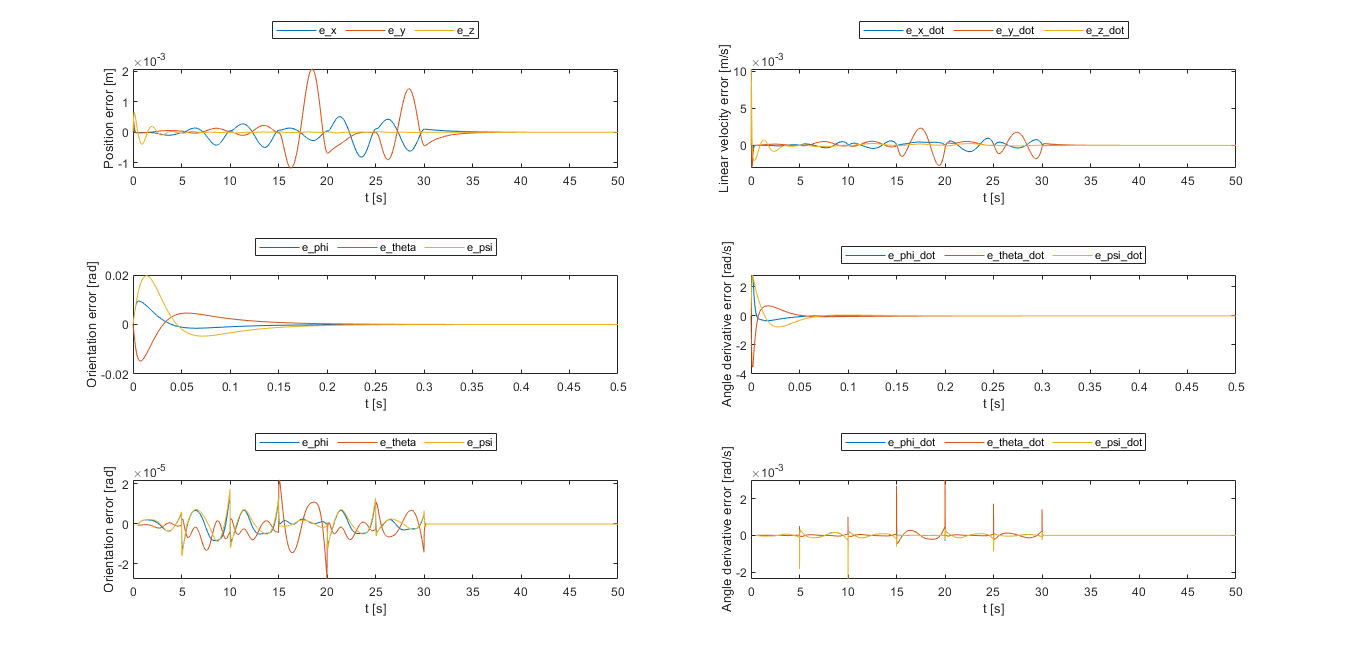 e_x e_y e_z
×10^-3
Position error [m]
2
1
0
-1
0 5 10 15 20 25 30 35 40 45 50
t [s]
e_x_dot e_y_dot e_z_dot
×10^-3
Linear velocity error [m/s]
10
5
0
0 5 10 15 20 25 30 35 40 45 50
t [s]
e_phi e_theta e_psi
Orientation error [rad]
0.02
0
-0.02
0 0.05 0.1 0.15 0.2 0.25 0.3 0.35 0.4 0.45 0.5
t [s]
e_phi_dot e_theta_dot e_psi_dot
Angle derivative error [rad/s]
2
0
-2
-4
0 0.05 0.1 0.15 0.2 0.25 0.3 0.35 0.4 0.45 0.5
t [s]
e_phi e_theta e_psi
×10^-5
Orientation error [rad]
2
0
-2
0 5 10 15 20 25 30 35 40 45 50
t [s]
e_phi_dot e_theta_dot e_psi_dot
×10^-3
Angle derivative error [rad/s]
2
0
-2
0 5 10 15 20 25 30 35 40 45 50
t [s]